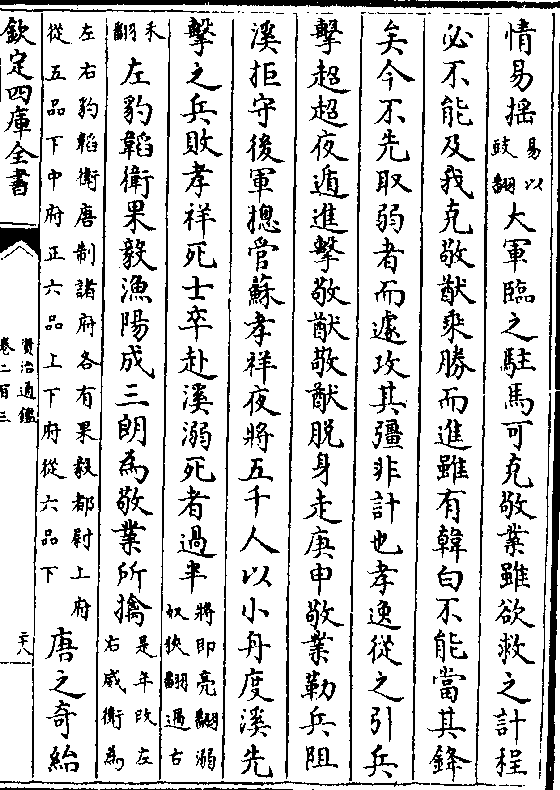 情易揺易以豉翻大軍臨之駐馬可克敬業雖欲救之計程
必不能及我克敬猷乘勝而進雖有韓白不能當其鋒
矣今不先取弱者而遽攻其彊非計也孝逸從之引兵
擊超超夜遁進擊敬猷敬猷脫身走庚申敬業勒兵阻
溪拒守後軍摠管蘇孝祥夜將五千人以小舟度溪先
擊之兵敗孝祥死士卒赴溪溺死者過半將即亮翻溺奴狄翻過右
禾翻左豹韜衛果毅漁陽成三朗為敬業所擒是年改左右威衛為
左右豹韜衛唐制諸府各有果毅都尉上府從五品下中府正六品上下府從六品下唐之奇紿
欽定四庫全書
資治通鑑
卷二百三
二十八